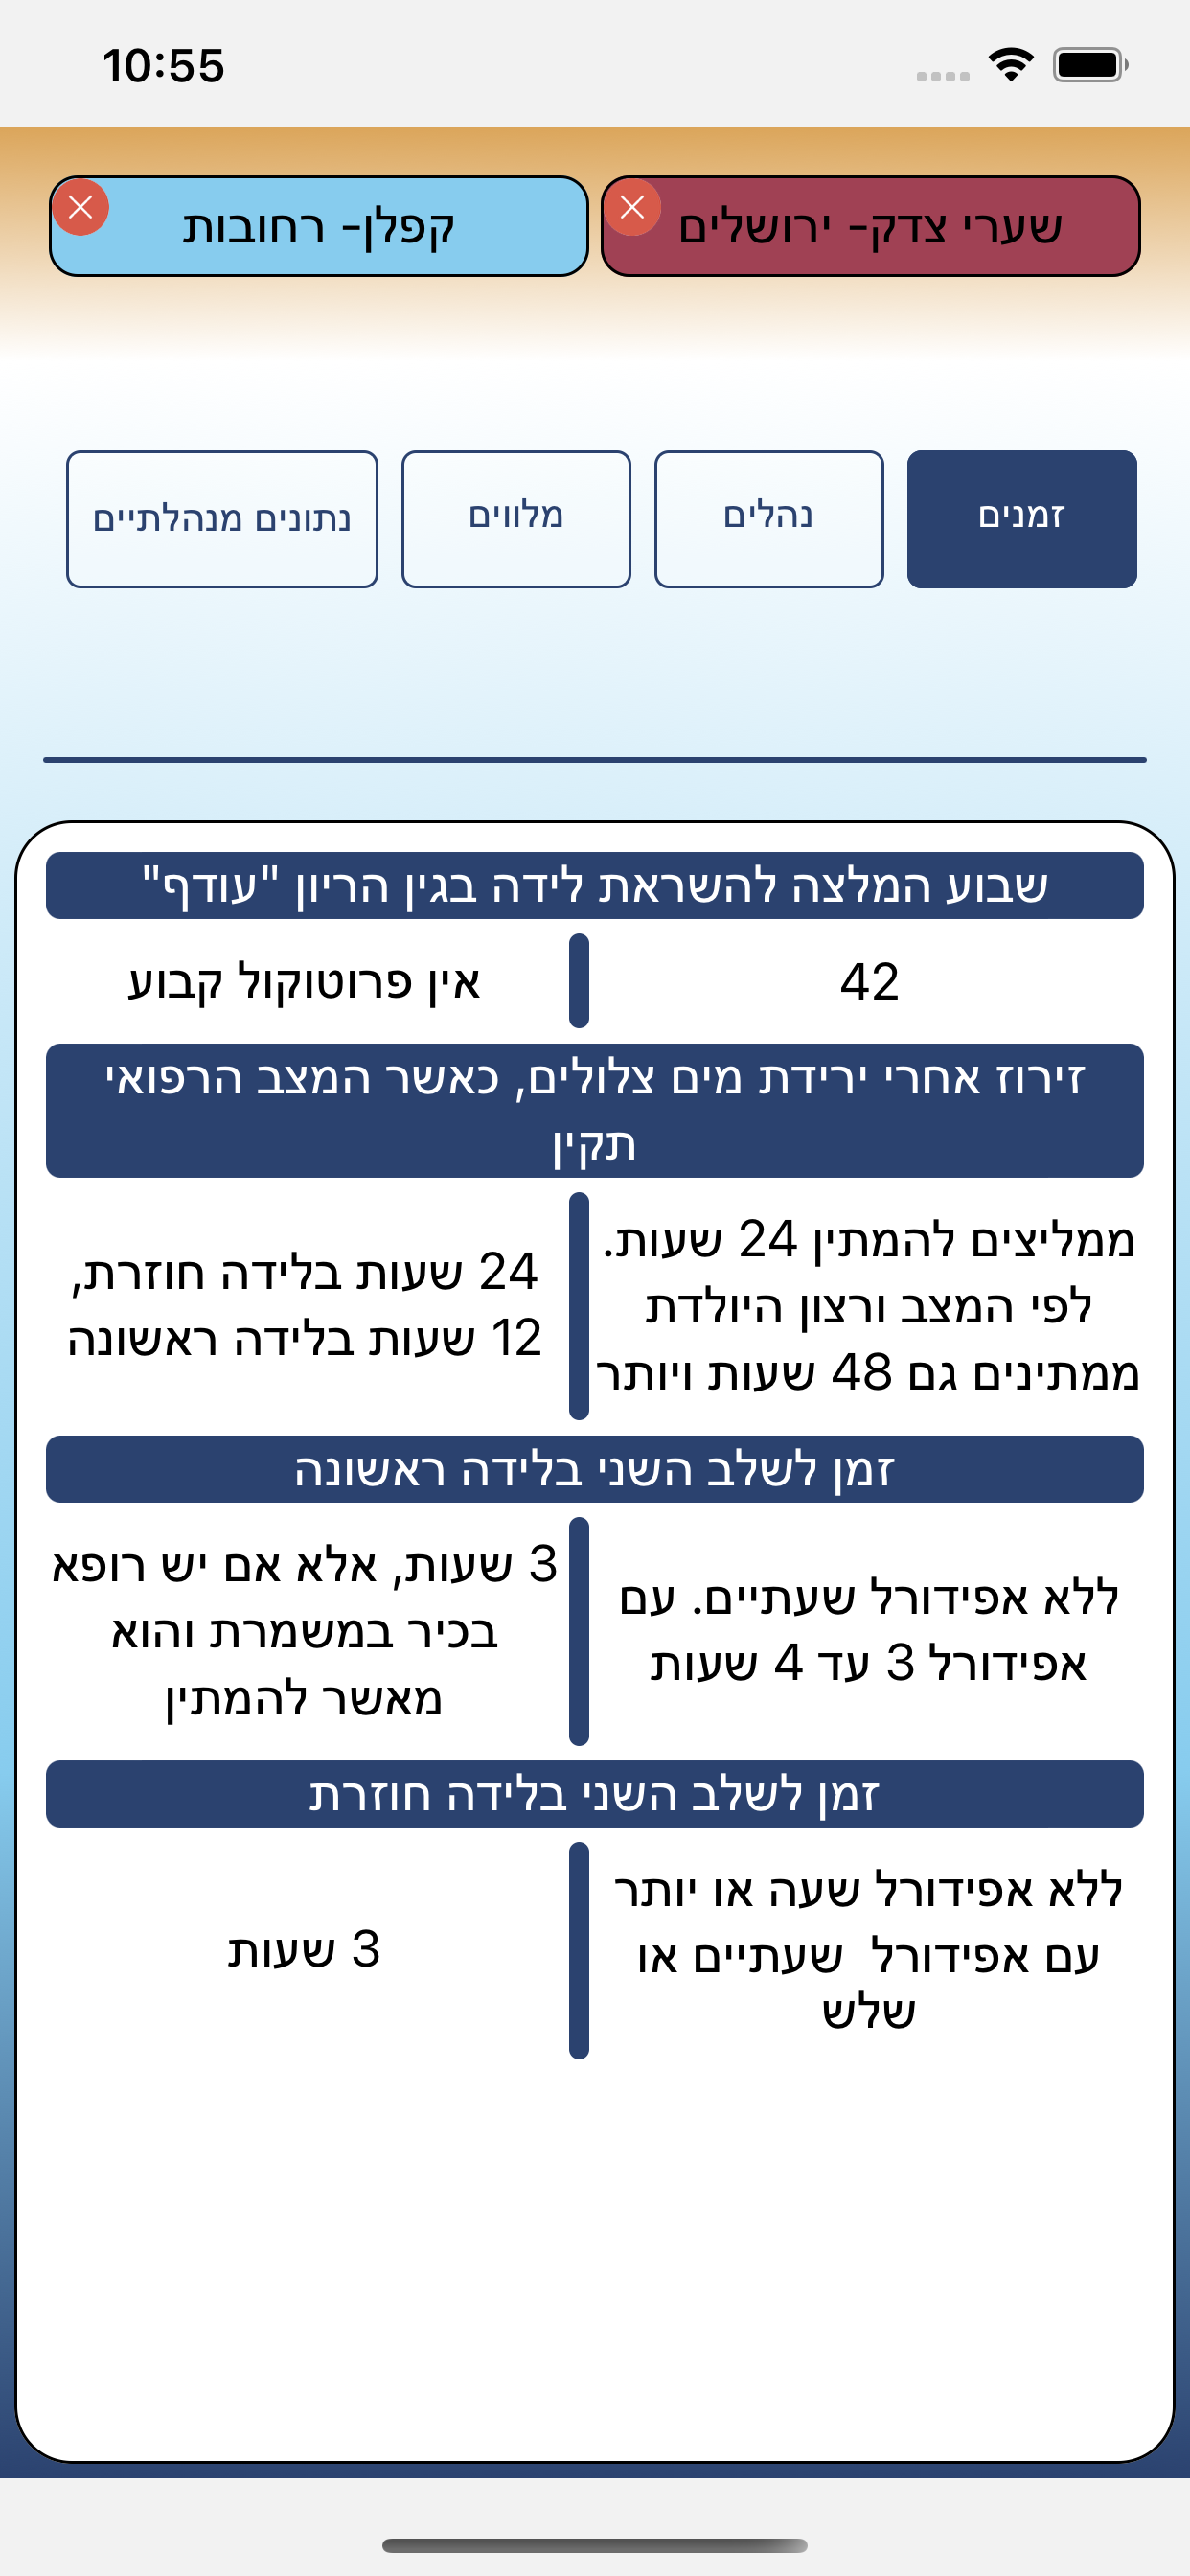 10:55
שערי צדק- ירושלים
קפלן- רחובות
זמנים
נהלים
מלווים
נתונים מנהלתיים
שבוע המלצה להשראת לידה בגין הריון "עודף"
42
אין פרוטוקול קבוע
זירוז אחרי ירידת מים צלולים, כאשר המצב הרפואי
תקין
ממליצים להמתין 24 שעות.
לפי המצב ורצון היולדת
ממתינים גם 48 שעות ויותר
24 שעות בלידה חוזרת,
12 שעות בלידה ראשונה
זמן לשלב השני בלידה ראשונה
ללא אפידורל שעתיים. עם
אפידורל 3 עד 4 שעות
3 שעות, אלא אם יש רופא
בכיר במשמרת והוא
מאשר להמתין
זמן לשלב השני בלידה חוזרת
ללא אפידורל שעה או יותר
עם אפידורל  שעתיים או
שלש
3 שעות